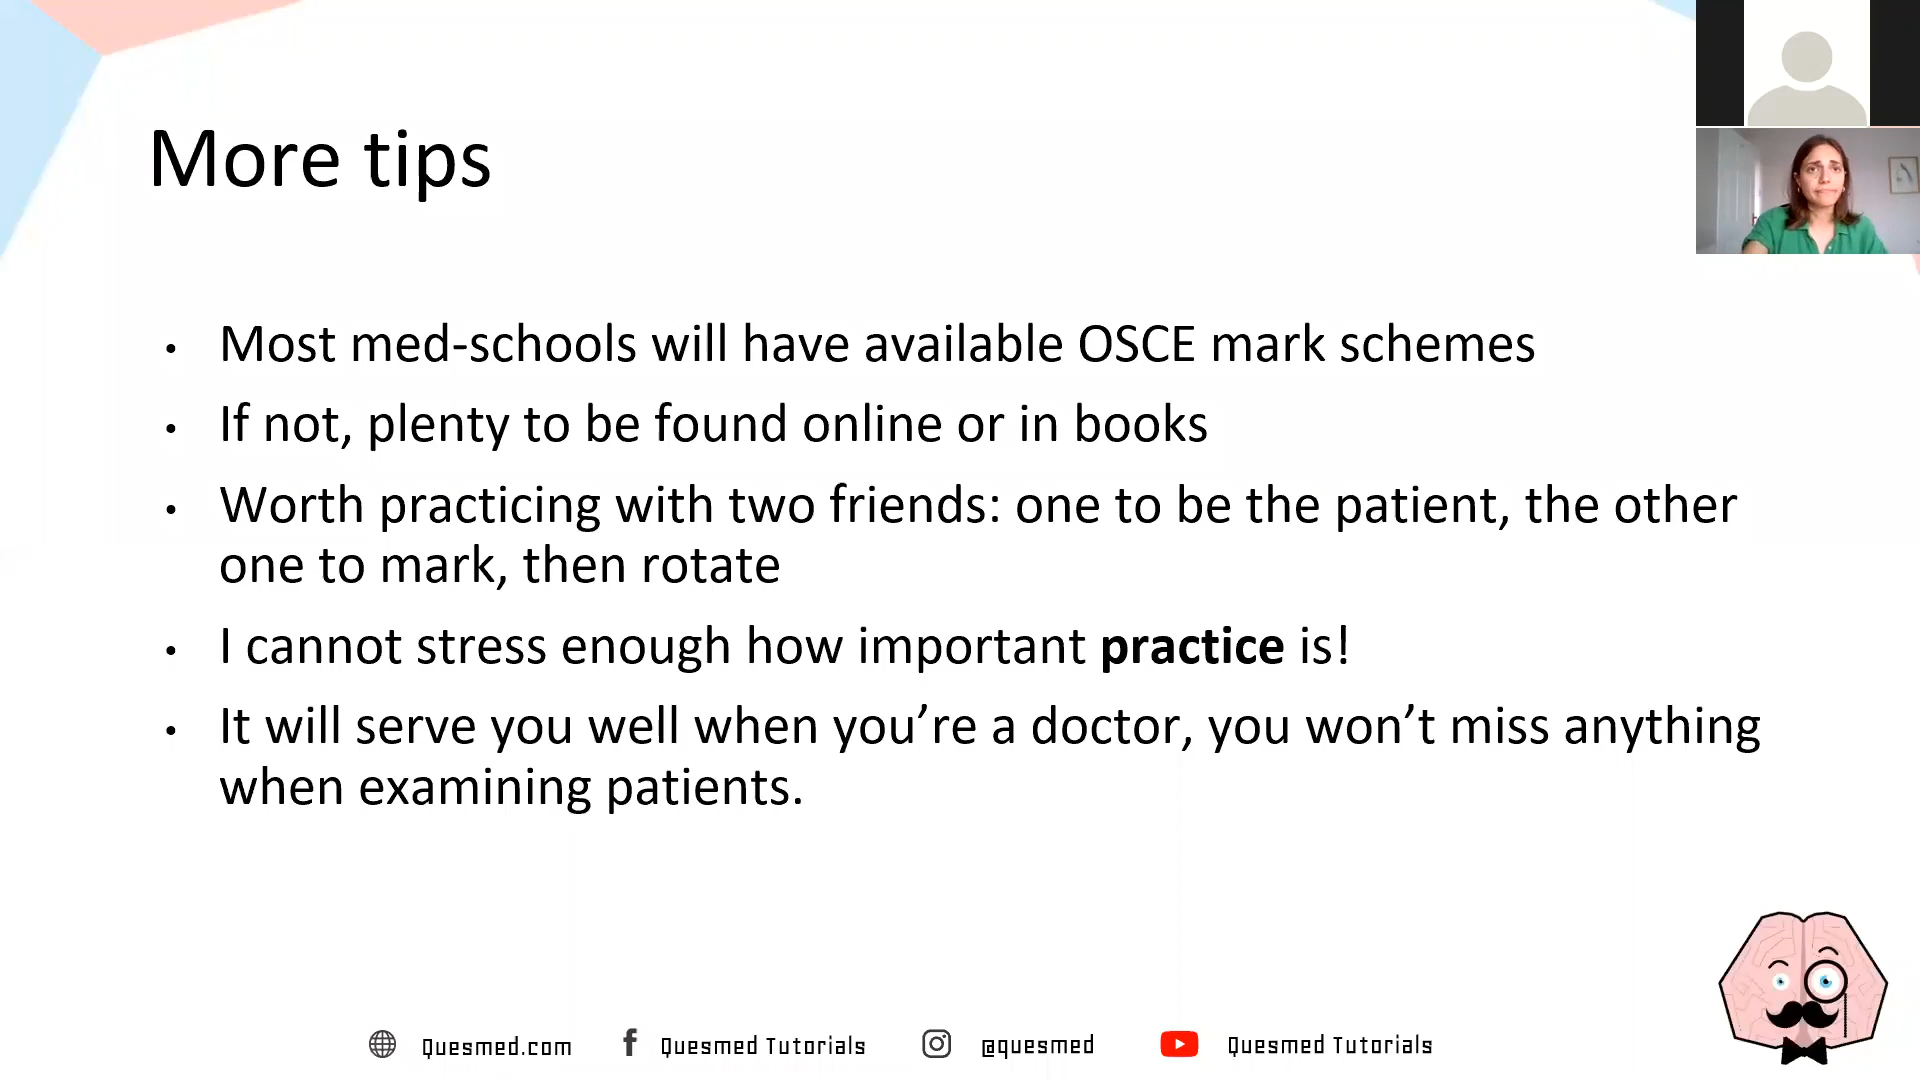 More tips
• Most med-schools will have available OSCE mark schemes
• If not, plenty to be found online or in books
• Worth practicing with two friends: one to be the patient, the other
one to mark, then rotate
• I cannot stress enough how important practice is!
• It will serve you well when you’re a doctor, you won’t miss anything
when examining patients.
Quesmed.com Quesmed Tutorials @quesmed Quesmed Tutorials